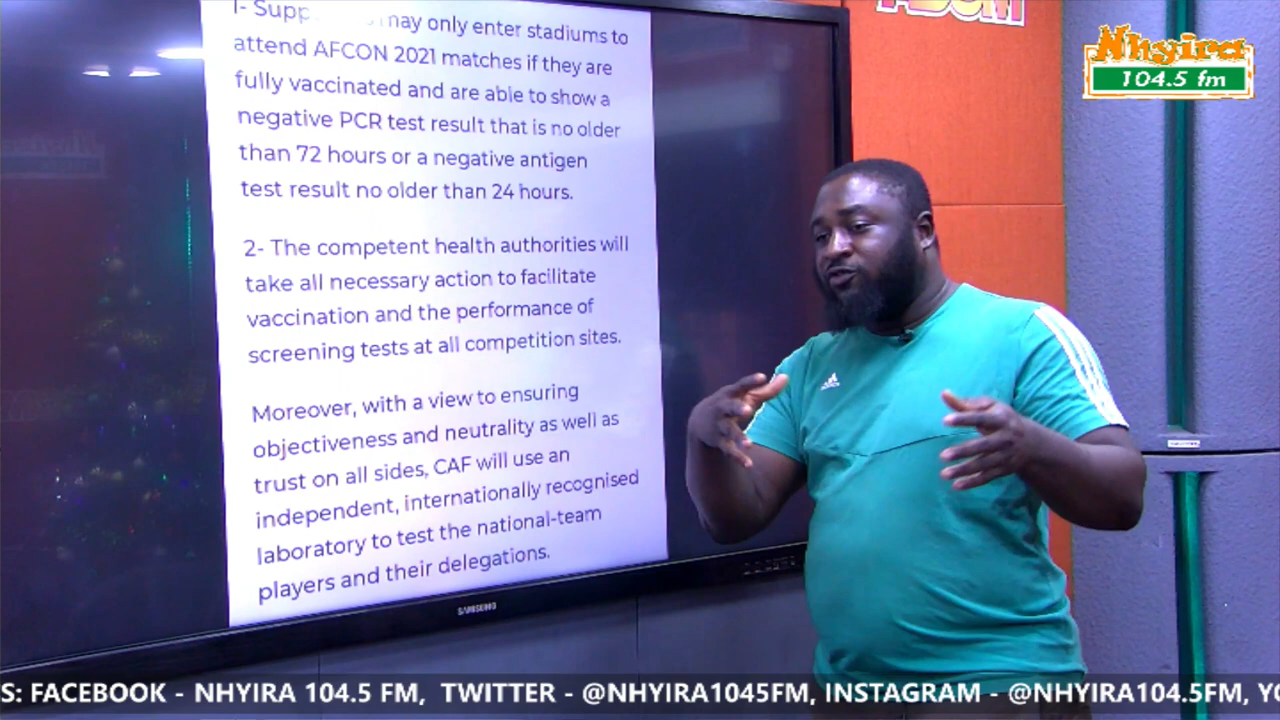 1- Supp may only enter stadiums to
attend AFCON 2021 matches if they are
fully vaccinated and are able to show a
negative PCR test result that is no older
than 72 hours or a negative antigen
test result no older than 24 hours.
2- The competent health authorities will
take all necessary action to facilitate
vaccination and the performance of
screening tests at all competition sites.
Moreover, with a view to ensuring
objectiveness and neutrality as well as
trust on all sides, CAF will use an
independent, internationally recognised
laboratory to test the national-team
players and their delegations.
SAMSUNG
Nhyira
104.5 fm
adidas
S: FACEBOOK - NHYIRA 104.5 FM, TWITTER - @NHYIRA1045FM, INSTAGRAM - @NHYIRA104.5FM, YO